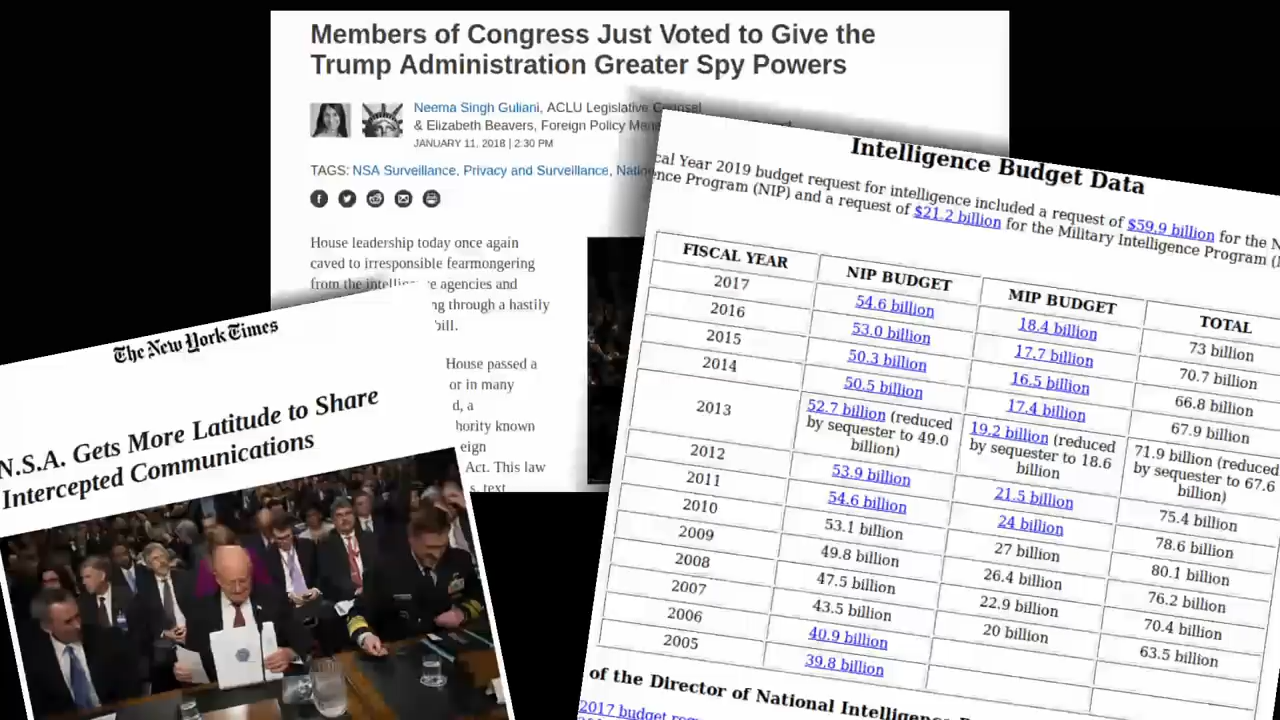 Members of Congress Just Voted to Give the
Trump Administration Greater Spy Powers
Neema Singh Guliani, ACLU Legislative Counsel
& Elizabeth Beavers, Foreign Policy
JANUARY 11, 2018 | 2:30 PM
TAGS: NSA Surveillance, Privacy and Surveillance,
House leadership today once again
caved to irresponsible fearmongering
from the intelligence agencies and
through a hastily
bill.
House passed a
or in many
d, a
known
Act. This law
text
The New York Times
N.S.A. Gets More Latitude to Share
Intercepted Communications
Intelligence Budget Data
cal Year 2019 budget request for intelligence included a request of $59.9 billion for the N
ence Program (NIP) and a request of $21.2 billion for the Military Intelligence Program
FISCAL YEAR NIP BUDGET MIP BUDGET TOTAL
2017 54.6 billion 18.4 billion 73 billion
2016 53.0 billion 17.7 billion 70.7 billion
2015 50.3 billion 16.5 billion 66.8 billion
2014 50.5 billion 17.4 billion 67.9 billion
2013 52.7 billion (reduced by sequester to 49.0 billion) 19.2 billion (reduced by sequester to 18.6 billion) 71.9 billion (reduced by sequester to 67.6 billion)
2012 53.9 billion 21.5 billion 75.4 billion
2011 54.6 billion 24 billion 78.6 billion
2010 53.1 billion 27 billion 80.1 billion
2009 49.8 billion 26.4 billion 76.2 billion
2008 47.5 billion 22.9 billion 70.4 billion
2007 43.5 billion 20 billion 63.5 billion
2006 40.9 billion
2005 39.8 billion
of the Director of National Intelligence
2017 budget